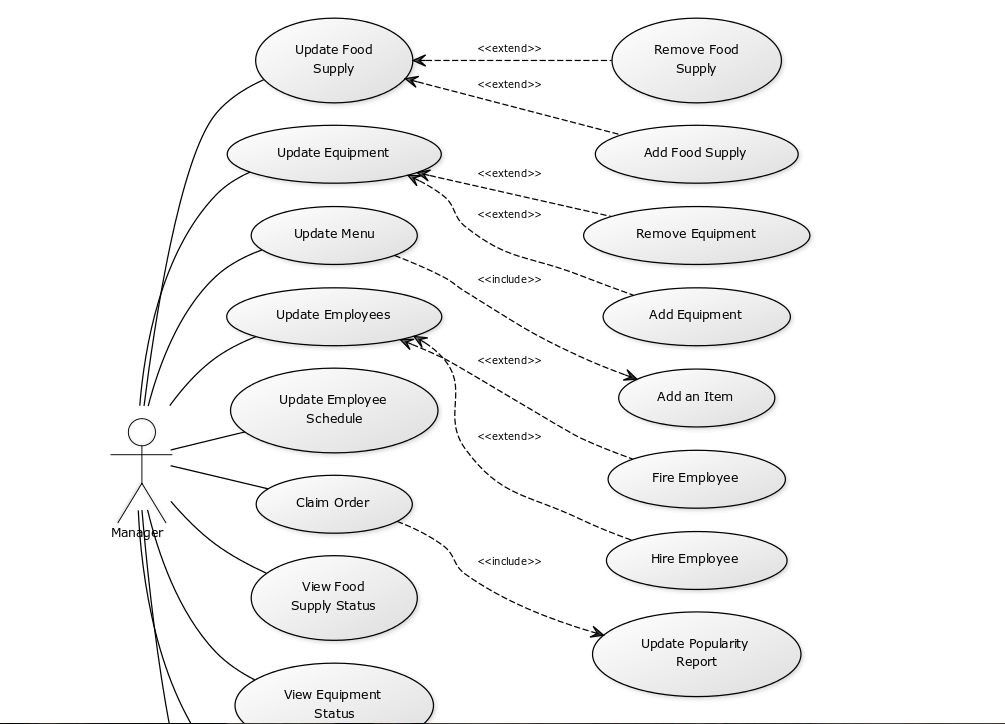 Update Food
Supply
<<extend>>
Remove Food
Supply
<<extend>>
Update Equipment
Add Food Supply
<<extend>>
<<extend>>
Update Menu
Remove Equipment
<<include>>
Update Employees
Add Equipment
<<extend>>
Update Employee
Schedule
Add an Item
<<extend>>
Claim Order
Fire Employee
Manager
Hire Employee
<<include>>
View Food
Supply Status
Update Popularity
Report
View Equipment
Status